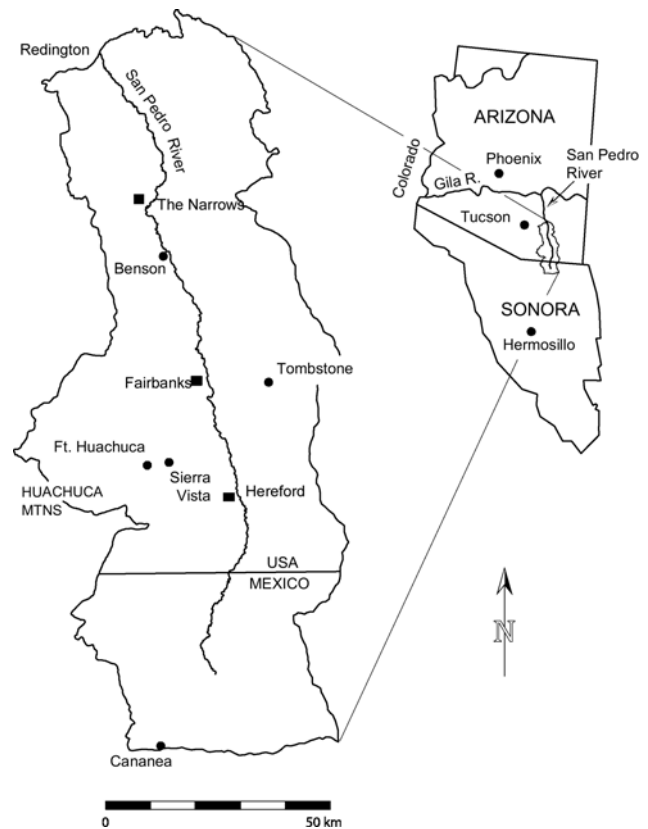 Redington
San Pedro River
The Narrows
Benson
Fairbanks
Tombstone
Ft. Huachuca
Sierra
Vista
HUACHUCA
MTNS
Hereford
USA
MEXICO
Cananea
0
50 km
ARIZONA
Colorado
Phoenix
San Pedro
River
Gila R.
Tucson
SONORA
Hermosillo
N